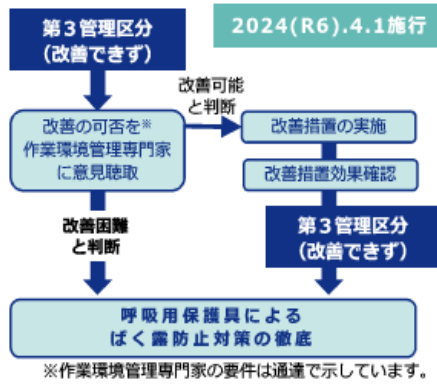 第３管理区分
（改善できず）
2024(R6).4.1施行
改善可能
と判断
改善の可否を※
作業環境管理専門家
に意見聴取
改善措置の実施
改善措置効果確認
改善困難
と判断
第３管理区分
（改善できず）
呼吸用保護具による
ばく露防止対策の徹底
※作業環境管理専門家の要件は通達で示しています。